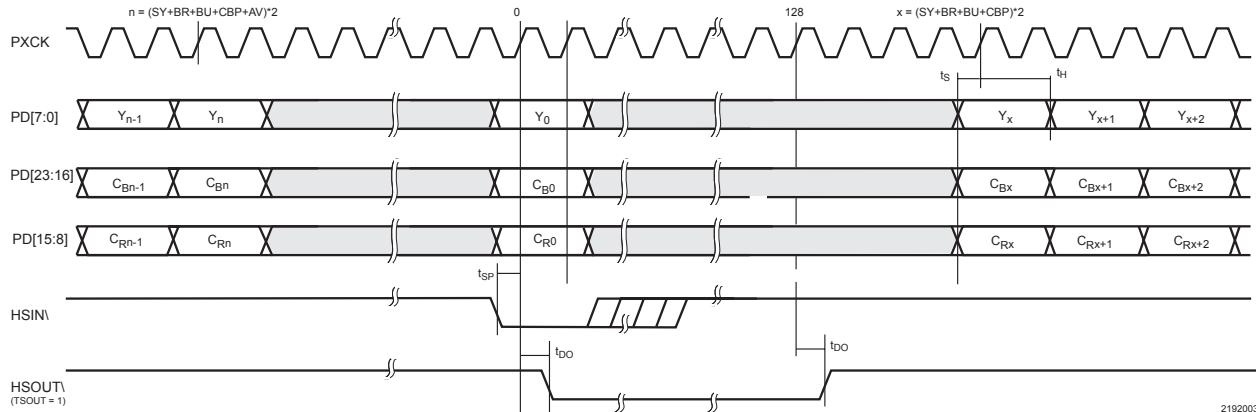 n = (SY+BR+BU+CBP+AV)*2 0 128 x = (SY+BR+BU+CBP)*2
PXCK
tS tH
PD[7:0] Yn-1 Yn Y0 Yx Yx+1 Yx+2
PD[23:16] CBn-1 CBn CB0 CBx CBx+1 CBx+2
PD[15:8] CRn-1 CRn CR0 CRx CRx+1 CRx+2
tSP
HSIN\
tDO tDO
HSOUT\
(TSOUT = 1)
2192003